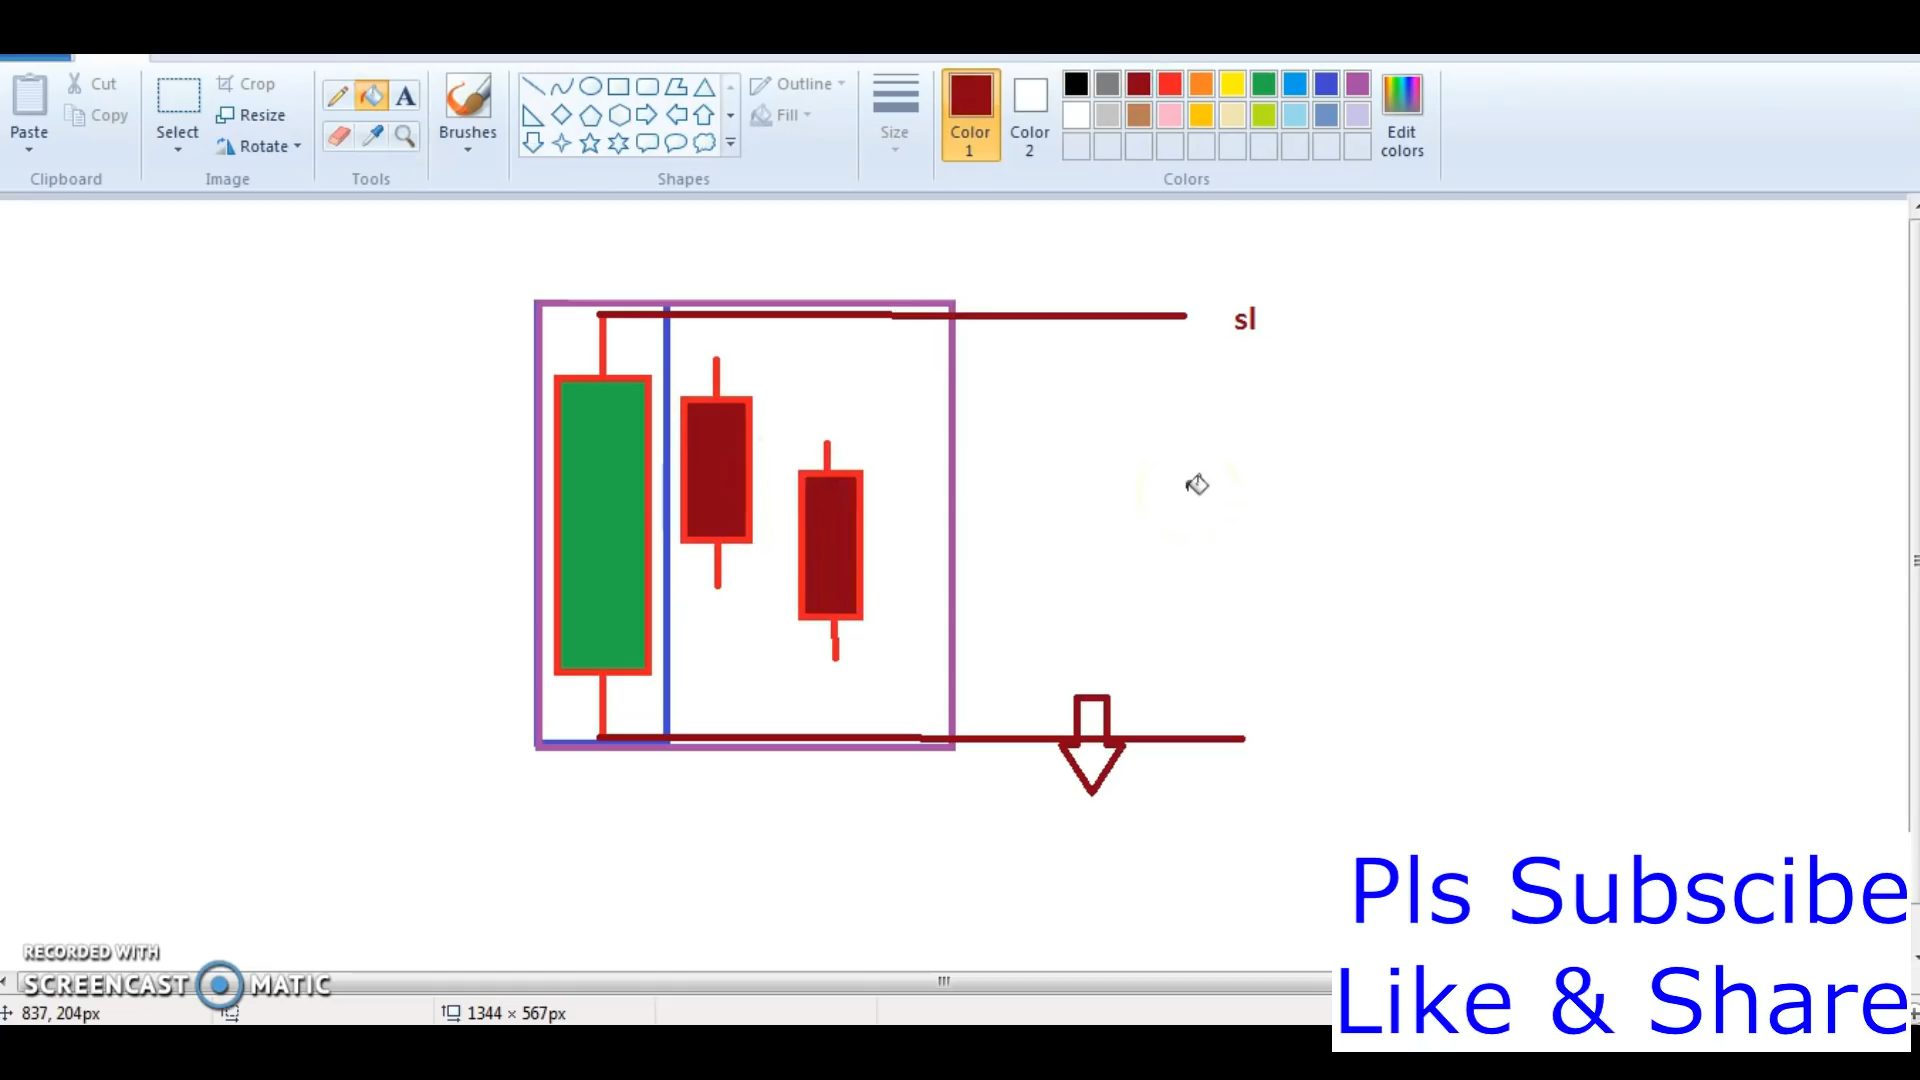 Cut
Copy
Paste
Clipboard
Select
Crop
Resize
Rotate
Image
A
Tools
Brushes
Shapes
Outline
Fill
Size
Color
1
Color
2
Edit
colors
Colors
sl
Pls Subscibe
Like & Share
RECORDED WITH
SCREENCAST MATIC
837, 204px
1344 × 567px